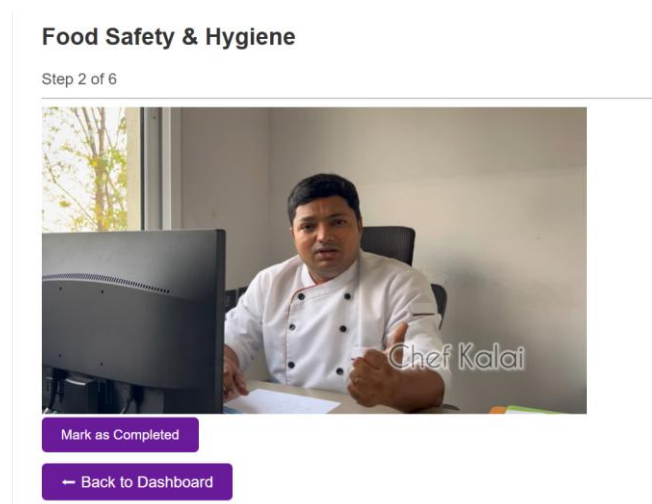 Food Safety & Hygiene
Step 2 of 6
Chef Kalai
Mark as Completed
← Back to Dashboard